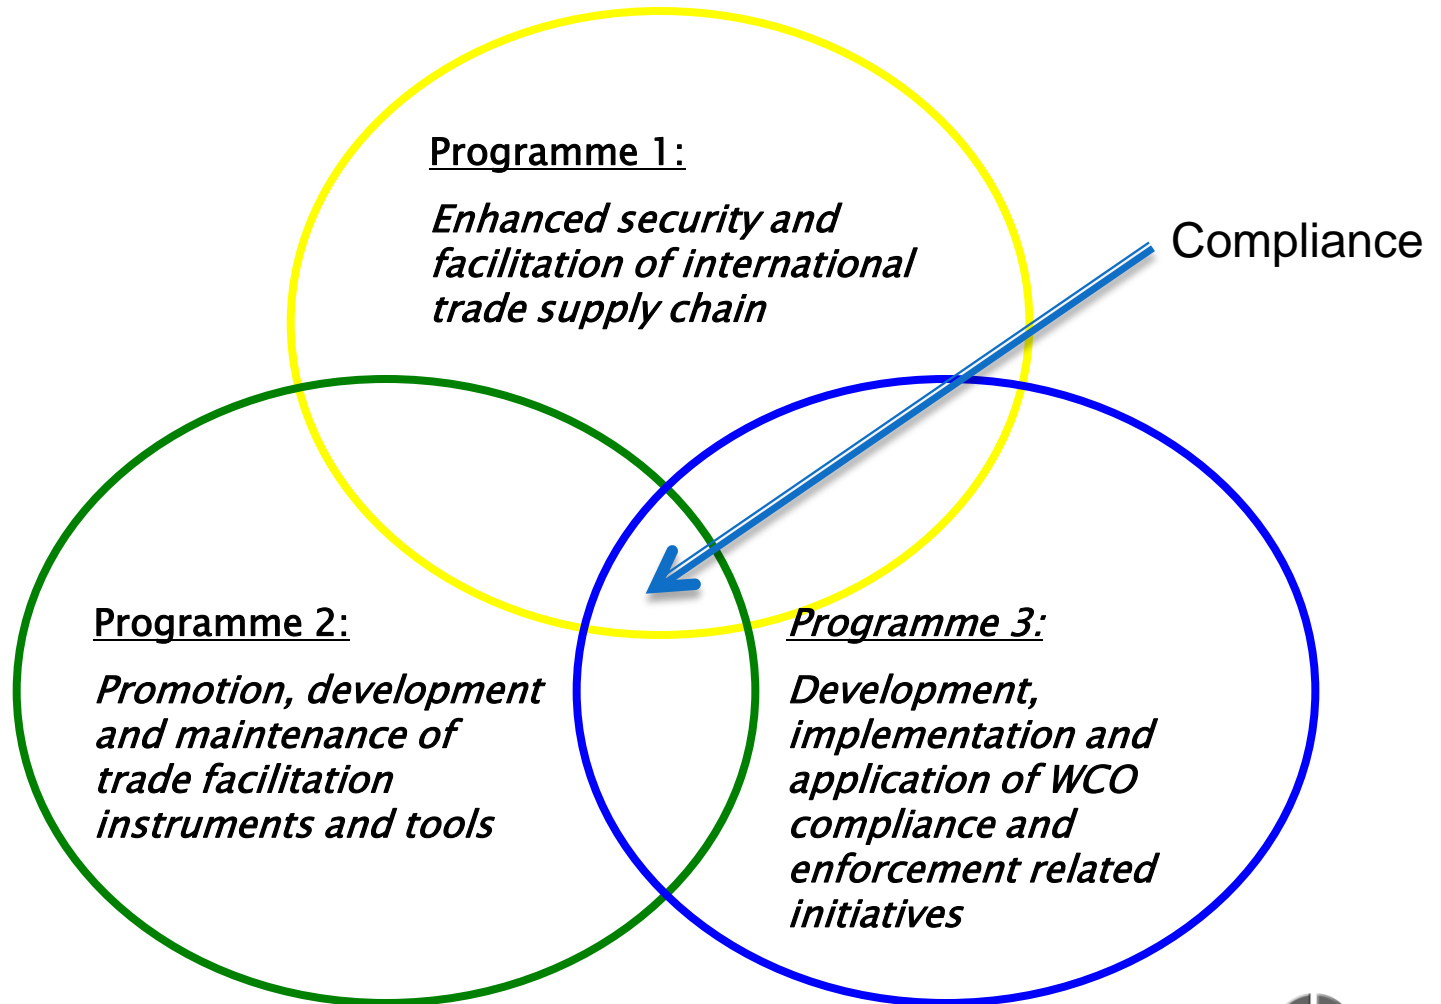 Programme 1:
Enhanced security and
facilitation of international
trade supply chain
Compliance
Programme 2:
Promotion, development
and maintenance of
trade facilitation
instruments and tools
Programme 3:
Development,
implementation and
application of WCO
compliance and
enforcement related
initiatives